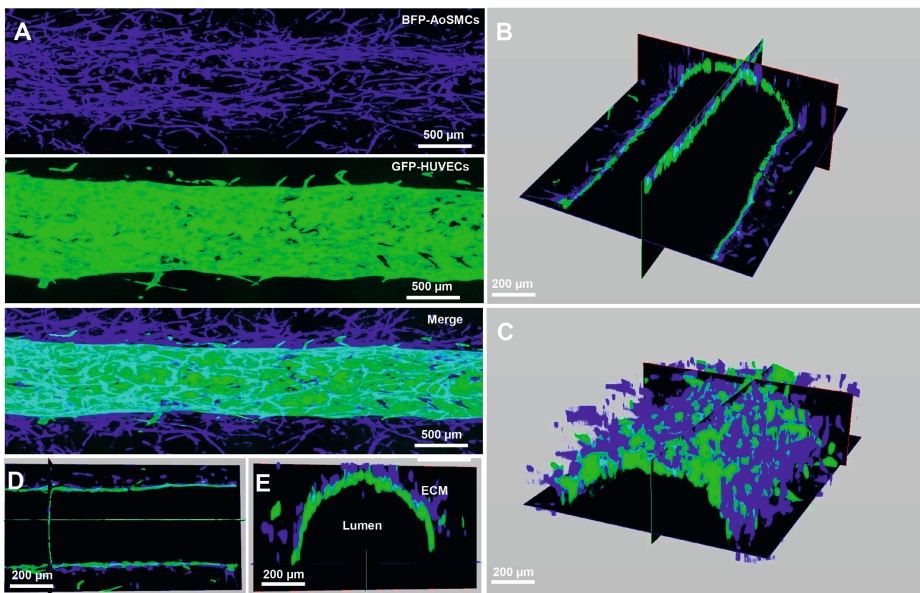 A
BFP-AoSMCs
500 µm
GFP-HUVECs
500 µm
Merge
500 µm
B
200 µm
C
200 µm
D
200 µm
E
ECM
Lumen
200 µm